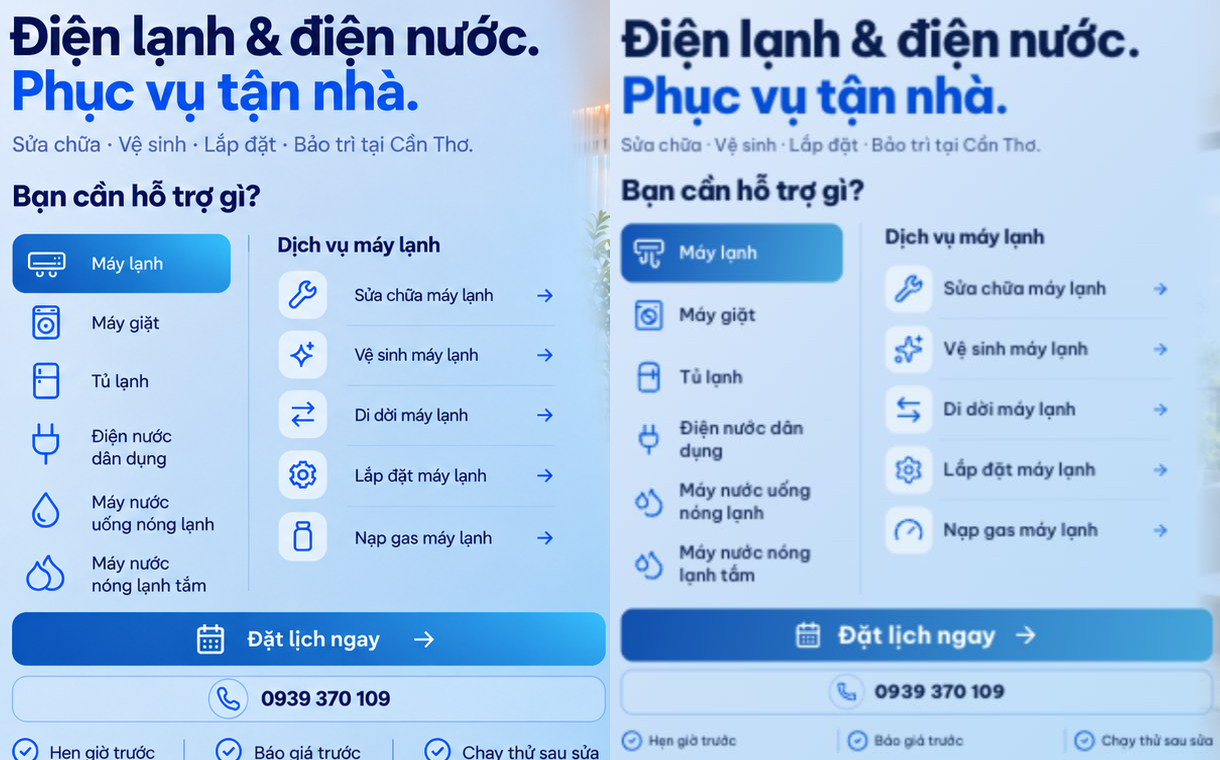 Điện lạnh & điện nước.
Phục vụ tận nhà.
Sửa chữa · Vệ sinh · Lắp đặt · Bảo trì tại Cần Thơ.
Bạn cần hỗ trợ gì?
Máy lạnh
Máy giặt
Tủ lạnh
Điện nước
dân dụng
Máy nước
uống nóng lạnh
Máy nước
nóng lạnh tắm
Dịch vụ máy lạnh
Sửa chữa máy lạnh
Vệ sinh máy lạnh
Di dời máy lạnh
Lắp đặt máy lạnh
Nạp gas máy lạnh
Đặt lịch ngay
0939 370 109
Hẹn giờ trước
Báo giá trước
Chạy thử sau sửa
Điện lạnh & điện nước.
Phục vụ tận nhà.
Sửa chữa · Vệ sinh · Lắp đặt · Bảo trì tại Cần Thơ.
Bạn cần hỗ trợ gì?
Máy lạnh
Máy giặt
Tủ lạnh
Điện nước dân
dụng
Máy nước uống
nóng lạnh
Máy nước nóng
lạnh tắm
Dịch vụ máy lạnh
Sửa chữa máy lạnh
Vệ sinh máy lạnh
Di dời máy lạnh
Lắp đặt máy lạnh
Nạp gas máy lạnh
Đặt lịch ngay
0939 370 109
Hẹn giờ trước
Báo giá trước
Chạy thử sau sửa